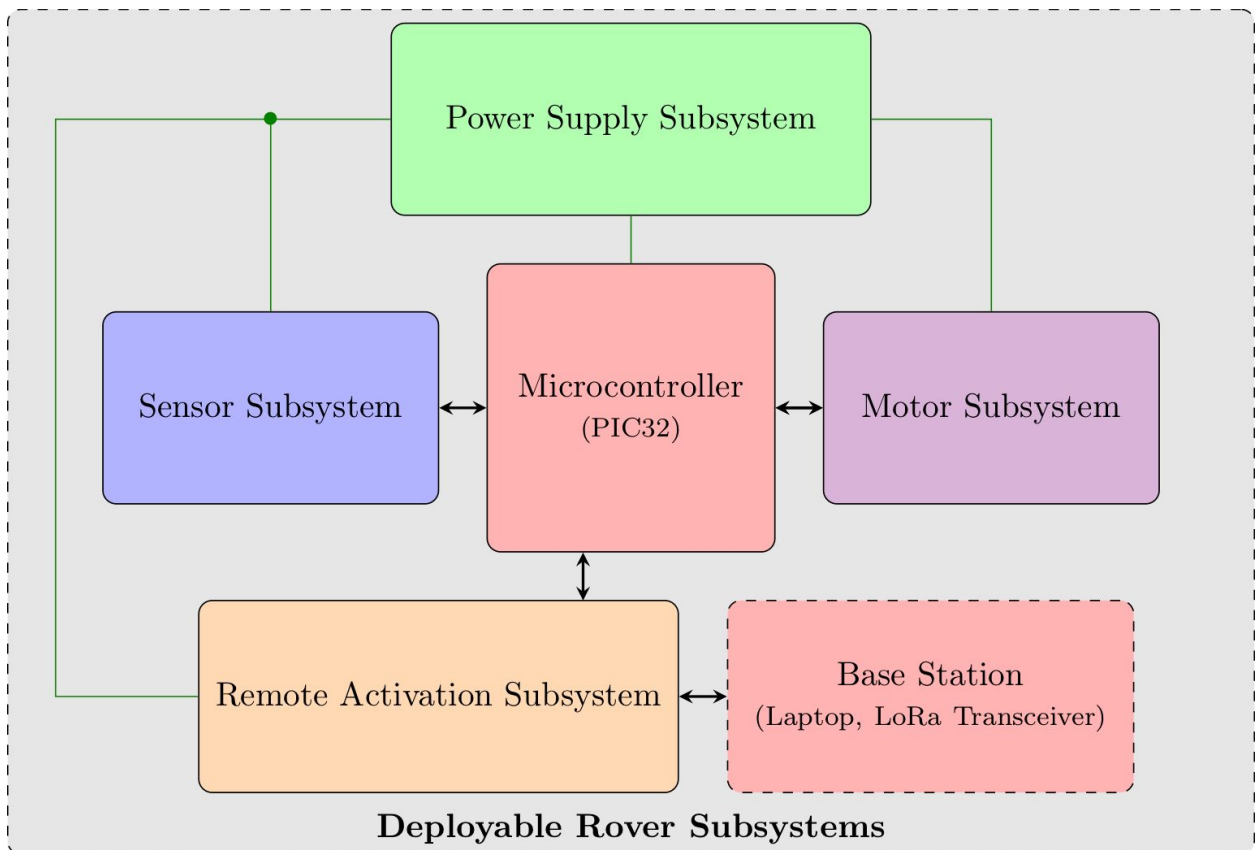 Power Supply Subsystem
Sensor Subsystem
Microcontroller
(PIC32)
Motor Subsystem
Remote Activation Subsystem
Base Station
(Laptop, LoRa Transceiver)
Deployable Rover Subsystems